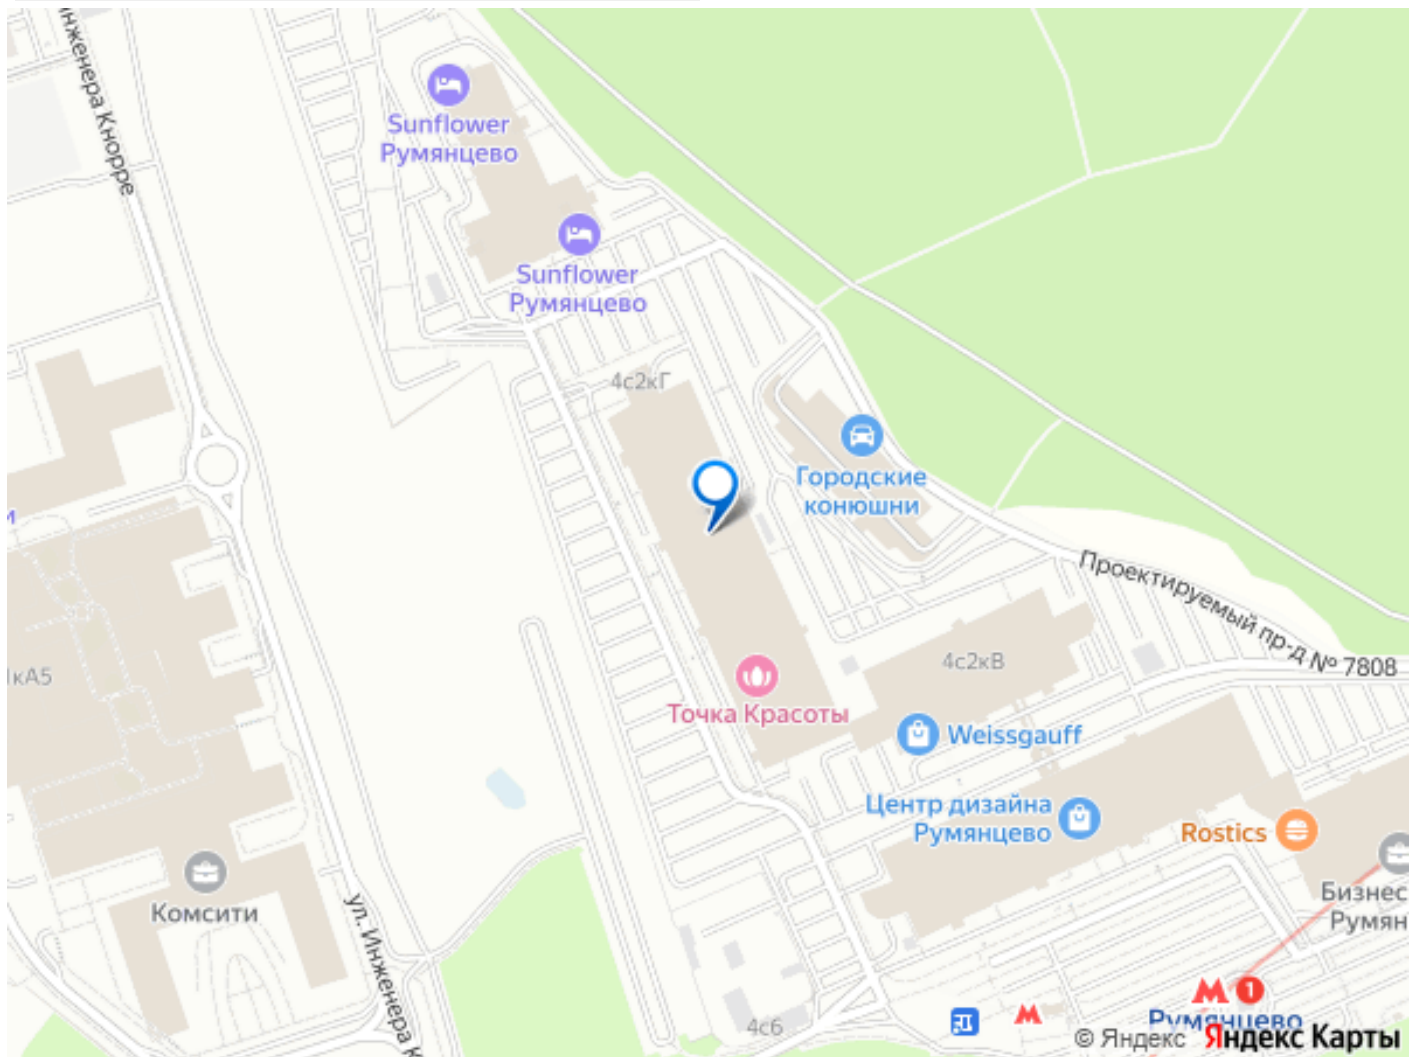 Инженера Кнорре
Sunflower
Румянцево
Sunflower
Румянцево
4с2кГ
Городские
конюшни
Проектируемый пр-д № 7808
4с2кВ
Точка Красоты
Weissgauff
Центр дизайна
Румянцево
Rostics
Бизнес
Румян
кА5
Комсити
ул. Инженера К
4с6
М 1
М
Румянцево
© Яндекс Яндекс Карты